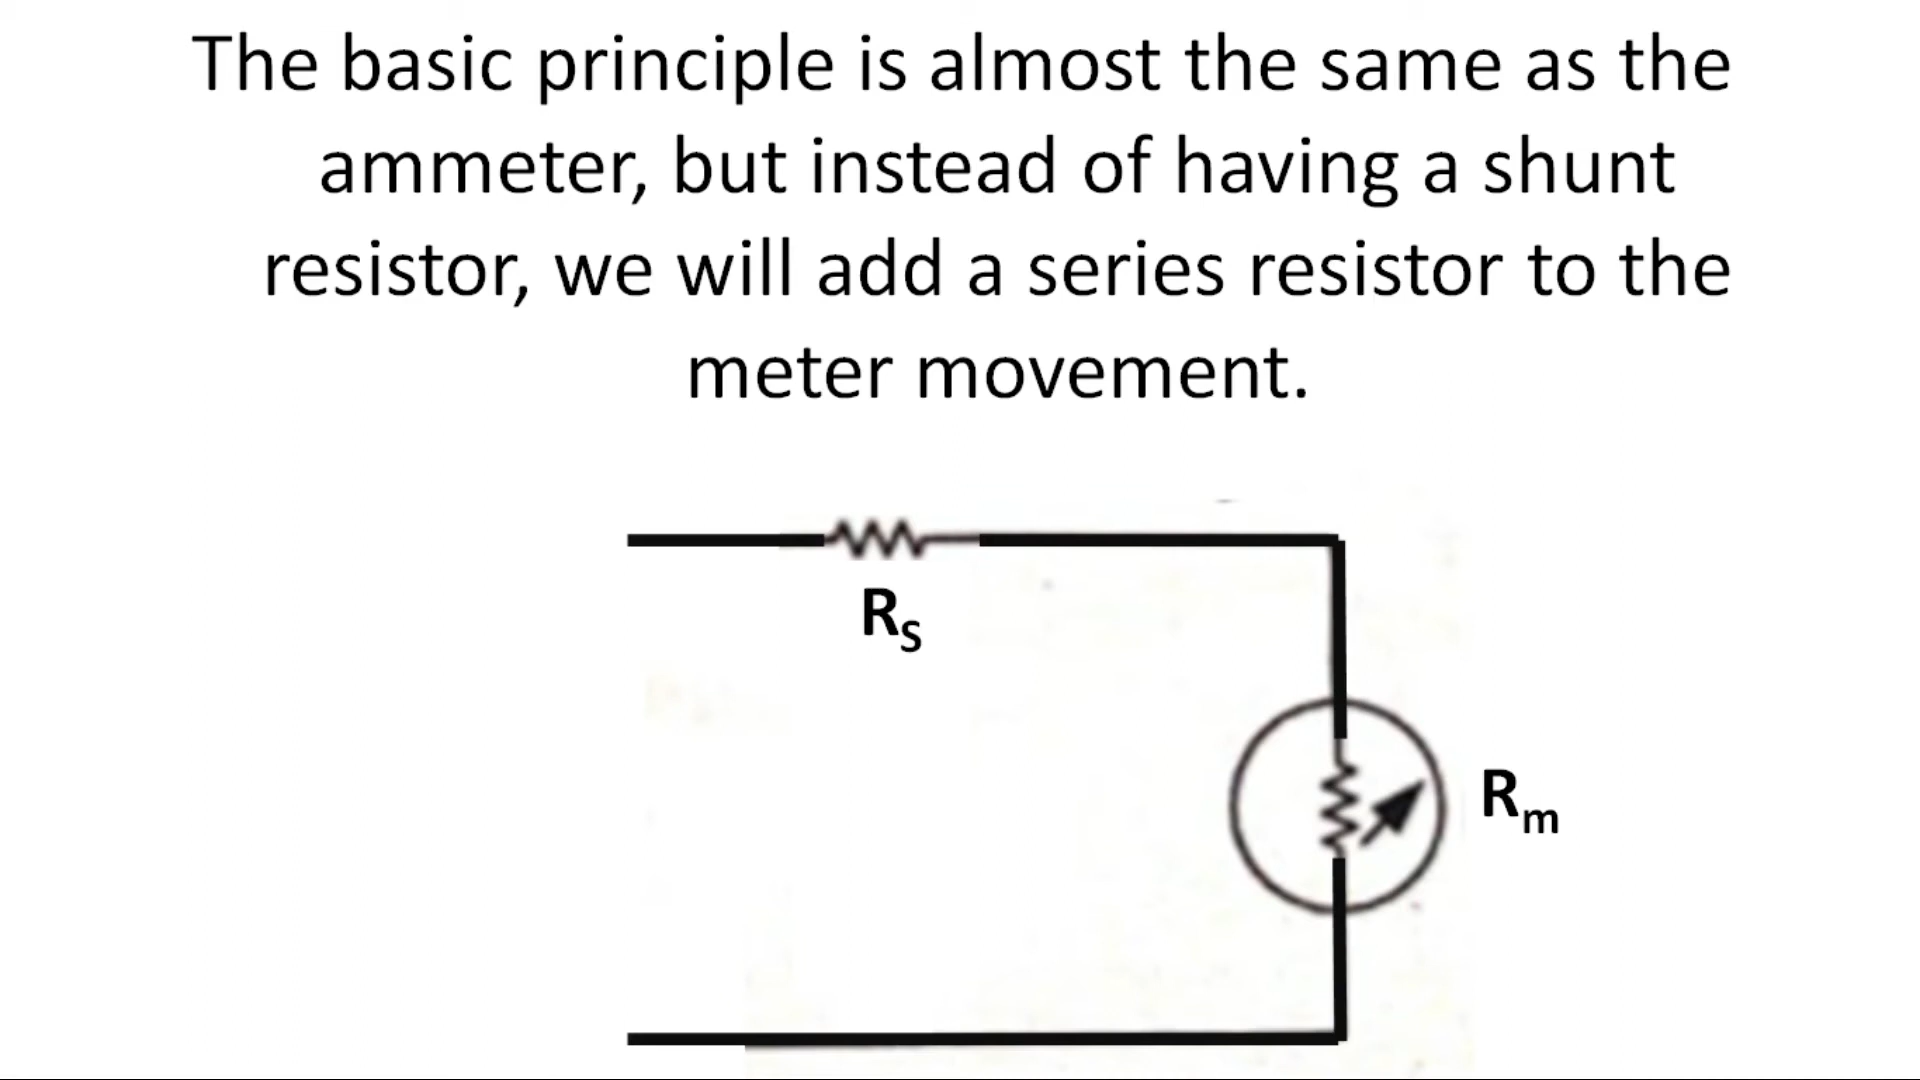 The basic principle is almost the same as the
ammeter, but instead of having a shunt
resistor, we will add a series resistor to the
meter movement.
RS
Rm